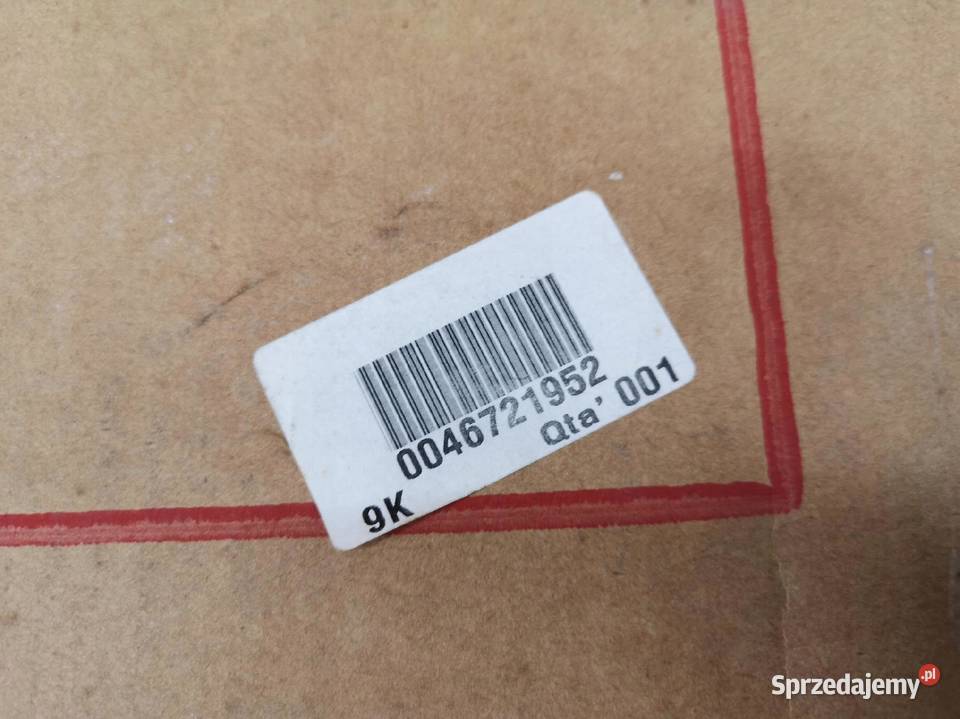 0046721952
Qta' 001
9K
Sprzedajemy.pl